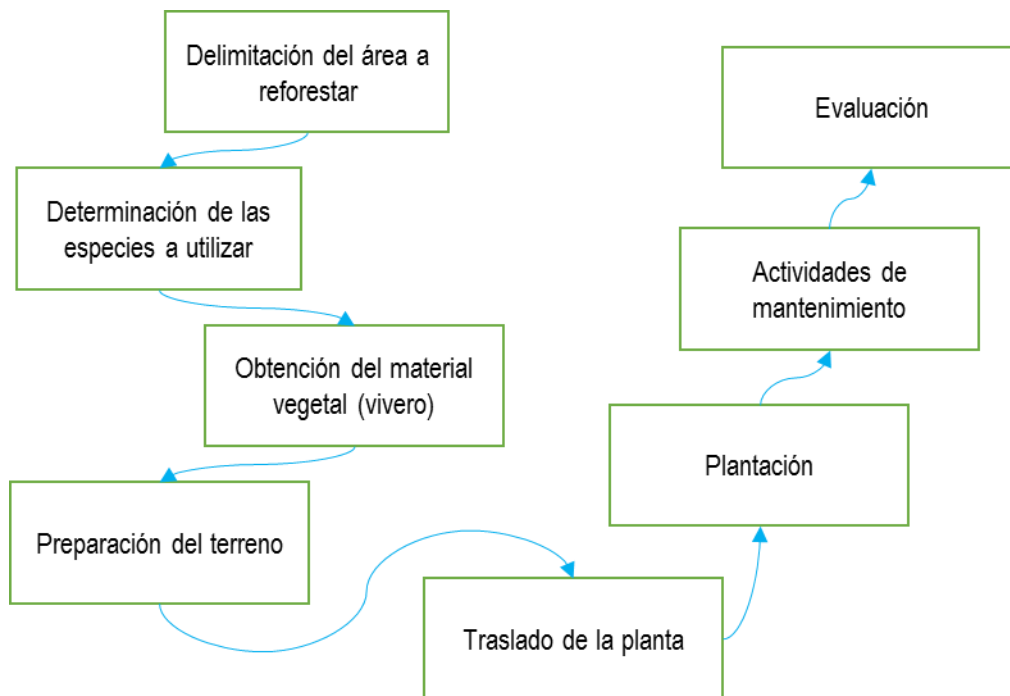 Delimitación del área a
reforestar
Determinación de las
especies a utilizar
Obtención del material
vegetal (vivero)
Preparación del terreno
Traslado de la planta
Plantación
Actividades de
mantenimiento
Evaluación